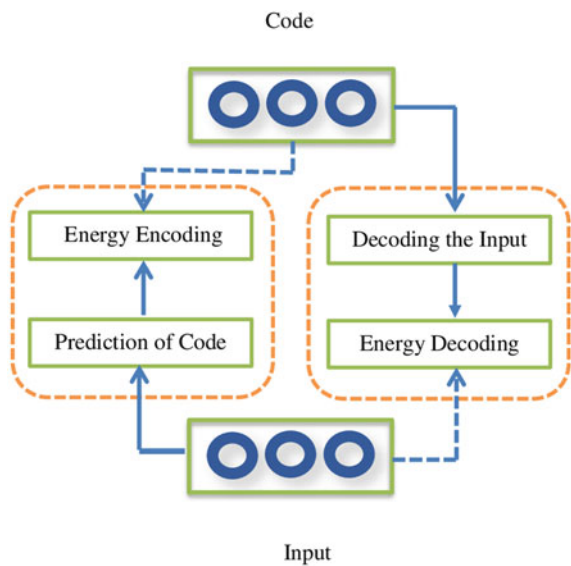 Code
Energy Encoding
Decoding the Input
Prediction of Code
Energy Decoding
Input